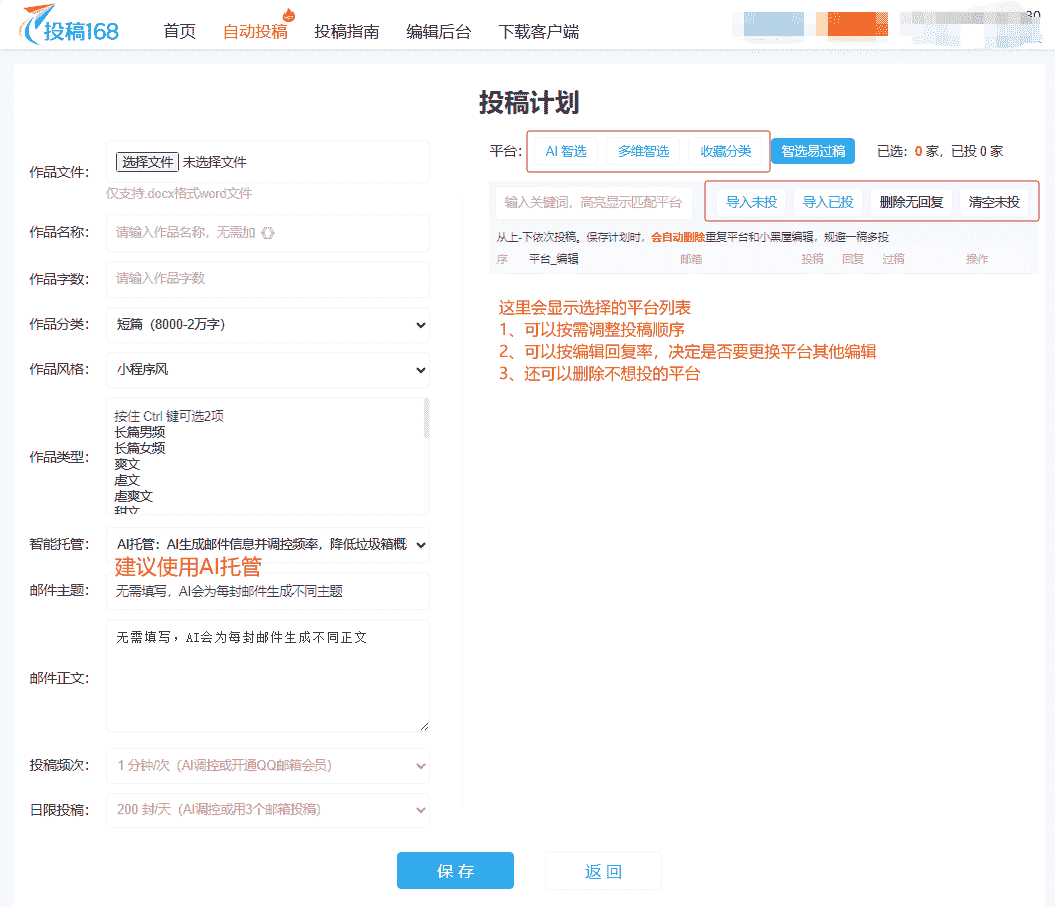 投稿168
首页 自动投稿 投稿指南 编辑后台 下载客户端
投稿计划
平台： AI 智选 多维智选 收藏分类 智选易过稿 已选：0 家，已投 0 家
作品文件： 选择文件 未选择文件
仅支持.docx格式word文件
输入关键词，高亮显示匹配平台 导入未投 导入已投 删除无回复 清空未投
作品名称： 请输入作品名称，无需加《》
从上-下依次投稿。保存计划时，会自动删除重复平台和小黑屋编辑，规避一稿多投
序 平台_编辑 邮箱 投稿 回复 过稿 操作
作品字数： 请输入作品字数
这里会显示选择的平台列表
1、可以按需调整投稿顺序
2、可以按编辑回复率，决定是否要更换平台其他编辑
3、还可以删除不想投的平台
作品分类： 短篇（8000-2万字）
作品风格： 小程序风
作品类型：
按住 Ctrl 键可选2项
长篇男频
长篇女频
爽文
虐文
虐爽文
甜文
智能托管： AI托管：AI生成邮件信息并调控频率，降低垃圾箱概
建议使用AI托管
邮件主题： 无需填写，AI会为每封邮件生成不同主题
邮件正文： 无需填写，AI会为每封邮件生成不同正文
投稿频次： 1 分钟/次（AI调控或开通QQ邮箱会员）
日限投稿： 200 封/天（AI调控或用3个邮箱投稿）
保 存 返 回